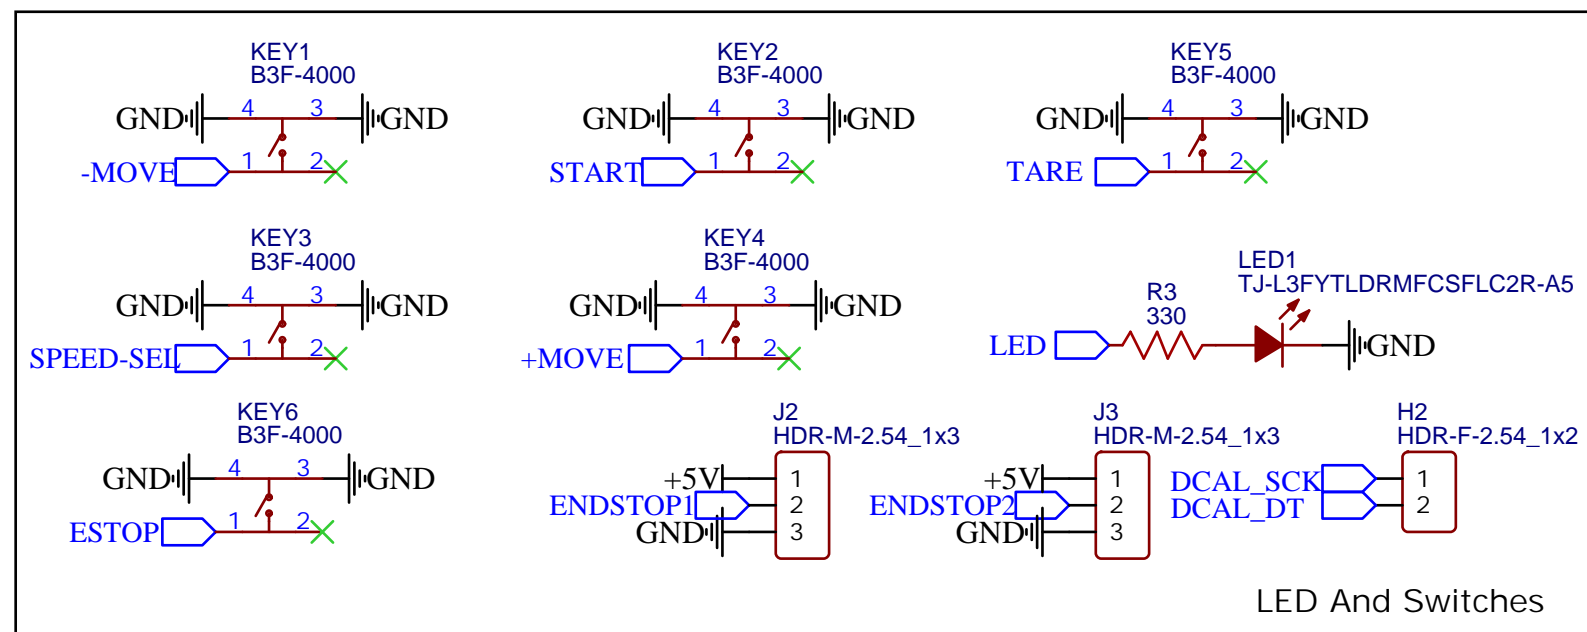 KEY1
B3F-4000
GND 4 3 GND
-MOVE 1 2
KEY2
B3F-4000
GND 4 3 GND
START 1 2
KEY5
B3F-4000
GND 4 3 GND
TARE 1 2
KEY3
B3F-4000
GND 4 3 GND
SPEED-SEL 1 2
KEY4
B3F-4000
GND 4 3 GND
+MOVE 1 2
LED1
TJ-L3FYTLDRMFCSFLC2R-A5
R3
330
LED GND
KEY6
B3F-4000
GND 4 3 GND
ESTOP 1 2
J2
HDR-M-2.54_1x3
+5V 1
ENDSTOP1 2
GND 3
J3
HDR-M-2.54_1x3
+5V 1
ENDSTOP2 2
GND 3
H2
HDR-F-2.54_1x2
DCAL_SCK 1
DCAL_DT 2
LED And Switches